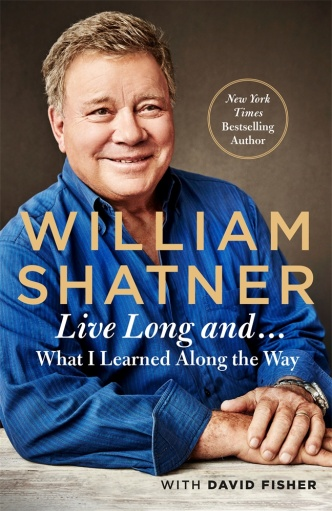 New York
Times
Bestselling
Author
WILLIAM
SHATNER
Live Long and...
What I Learned Along the Way
WITH DAVID FISHER